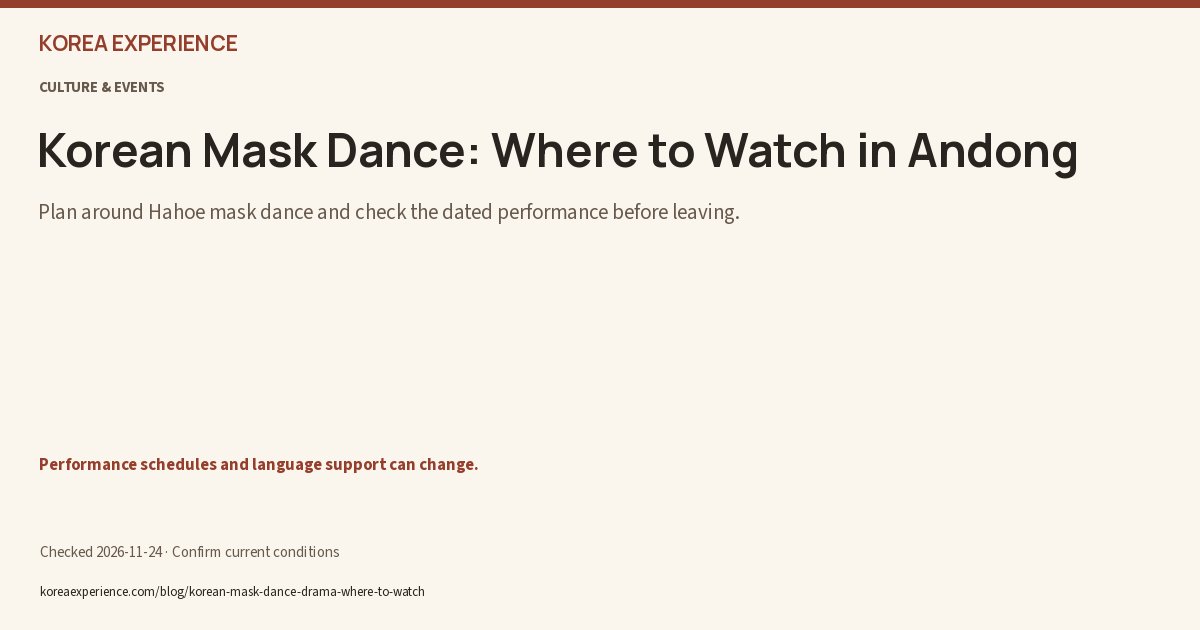 KOREA EXPERIENCE
CULTURE & EVENTS
Korean Mask Dance: Where to Watch in Andong
Plan around Hahoe mask dance and check the dated performance before leaving.
Performance schedules and language support can change.
Checked 2026-11-24 · Confirm current conditions
koreaexperience.com/blog/korean-mask-dance-drama-where-to-watch